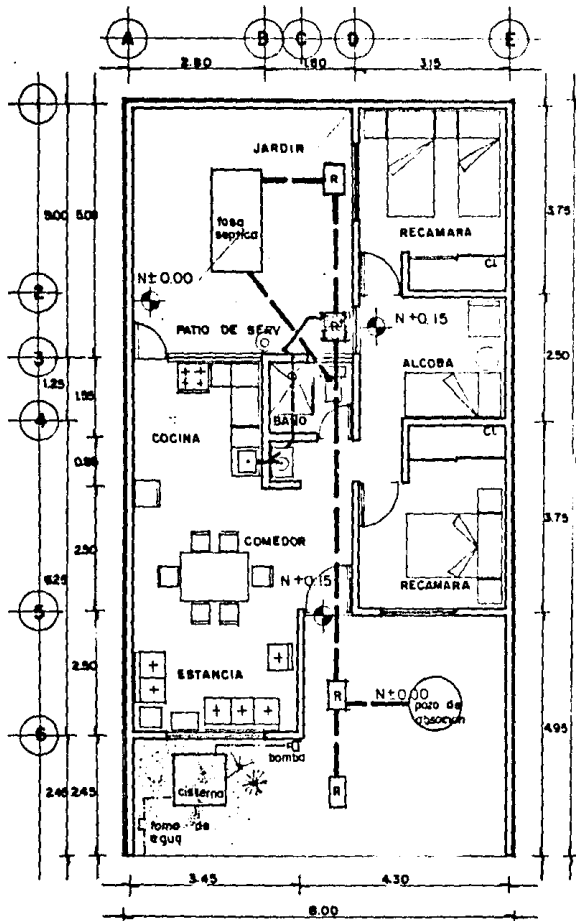 A B C D E
2.80 1.80 3.15
JARDIN
R
fosa
septica
RECAMARA
3.75
5.00 5.00
CL
2
N±0.00
R
N+0.15
PATIO DE SERV
3
ALCOBA
2.50
1.25
1.55
4
COCINA
BAÑO
CL
0.95
COMEDOR
2.50
3.75
6.25
N+0.15
RECAMARA
5
ESTANCIA
2.50
R
N±0.00
pozo de
absorcion
4.95
6
bomba
cisterna
R
2.45 2.45
toma de
agua
3.45 4.30
8.00